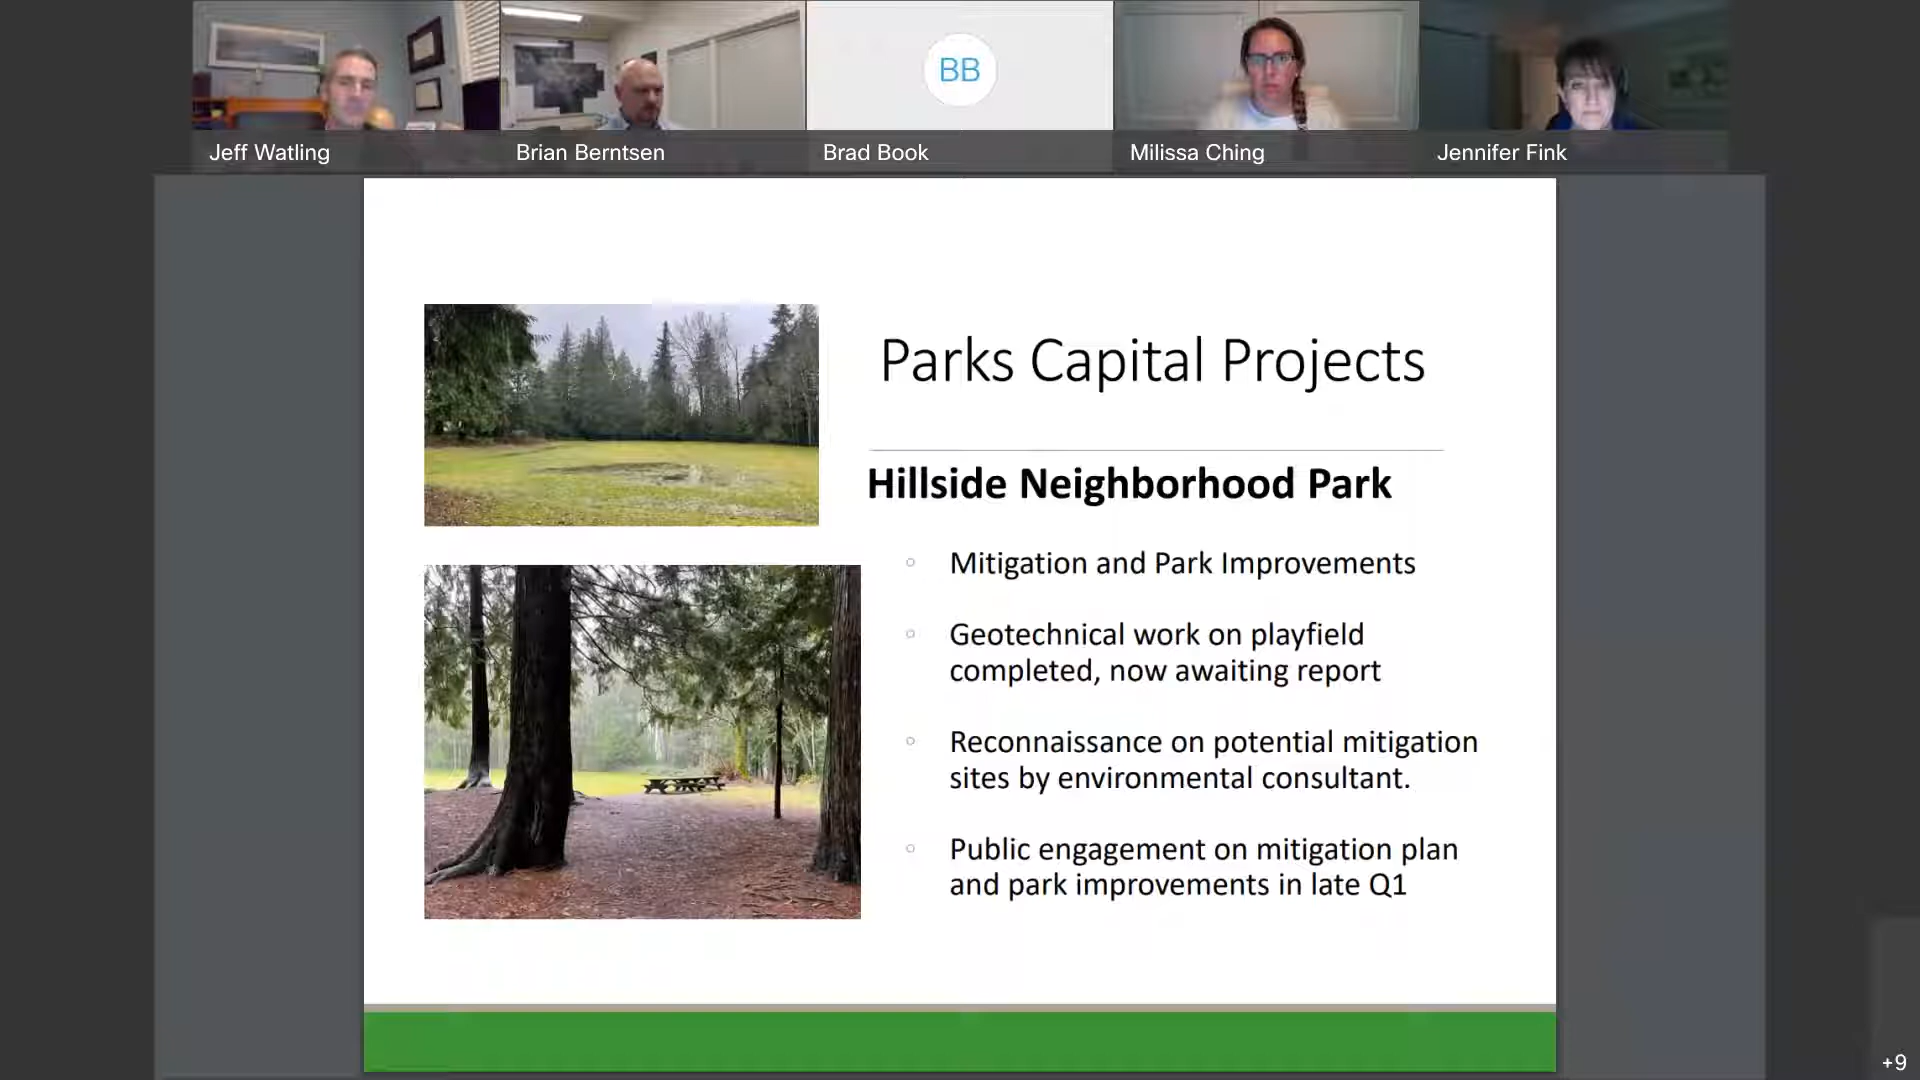 BB
Jeff Watling
Brian Berntsen
Brad Book
Milissa Ching
Jennifer Fink
Parks Capital Projects
Hillside Neighborhood Park
Mitigation and Park Improvements
Geotechnical work on playfield
completed, now awaiting report
Reconnaissance on potential mitigation
sites by environmental consultant.
Public engagement on mitigation plan
and park improvements in late Q1
+9